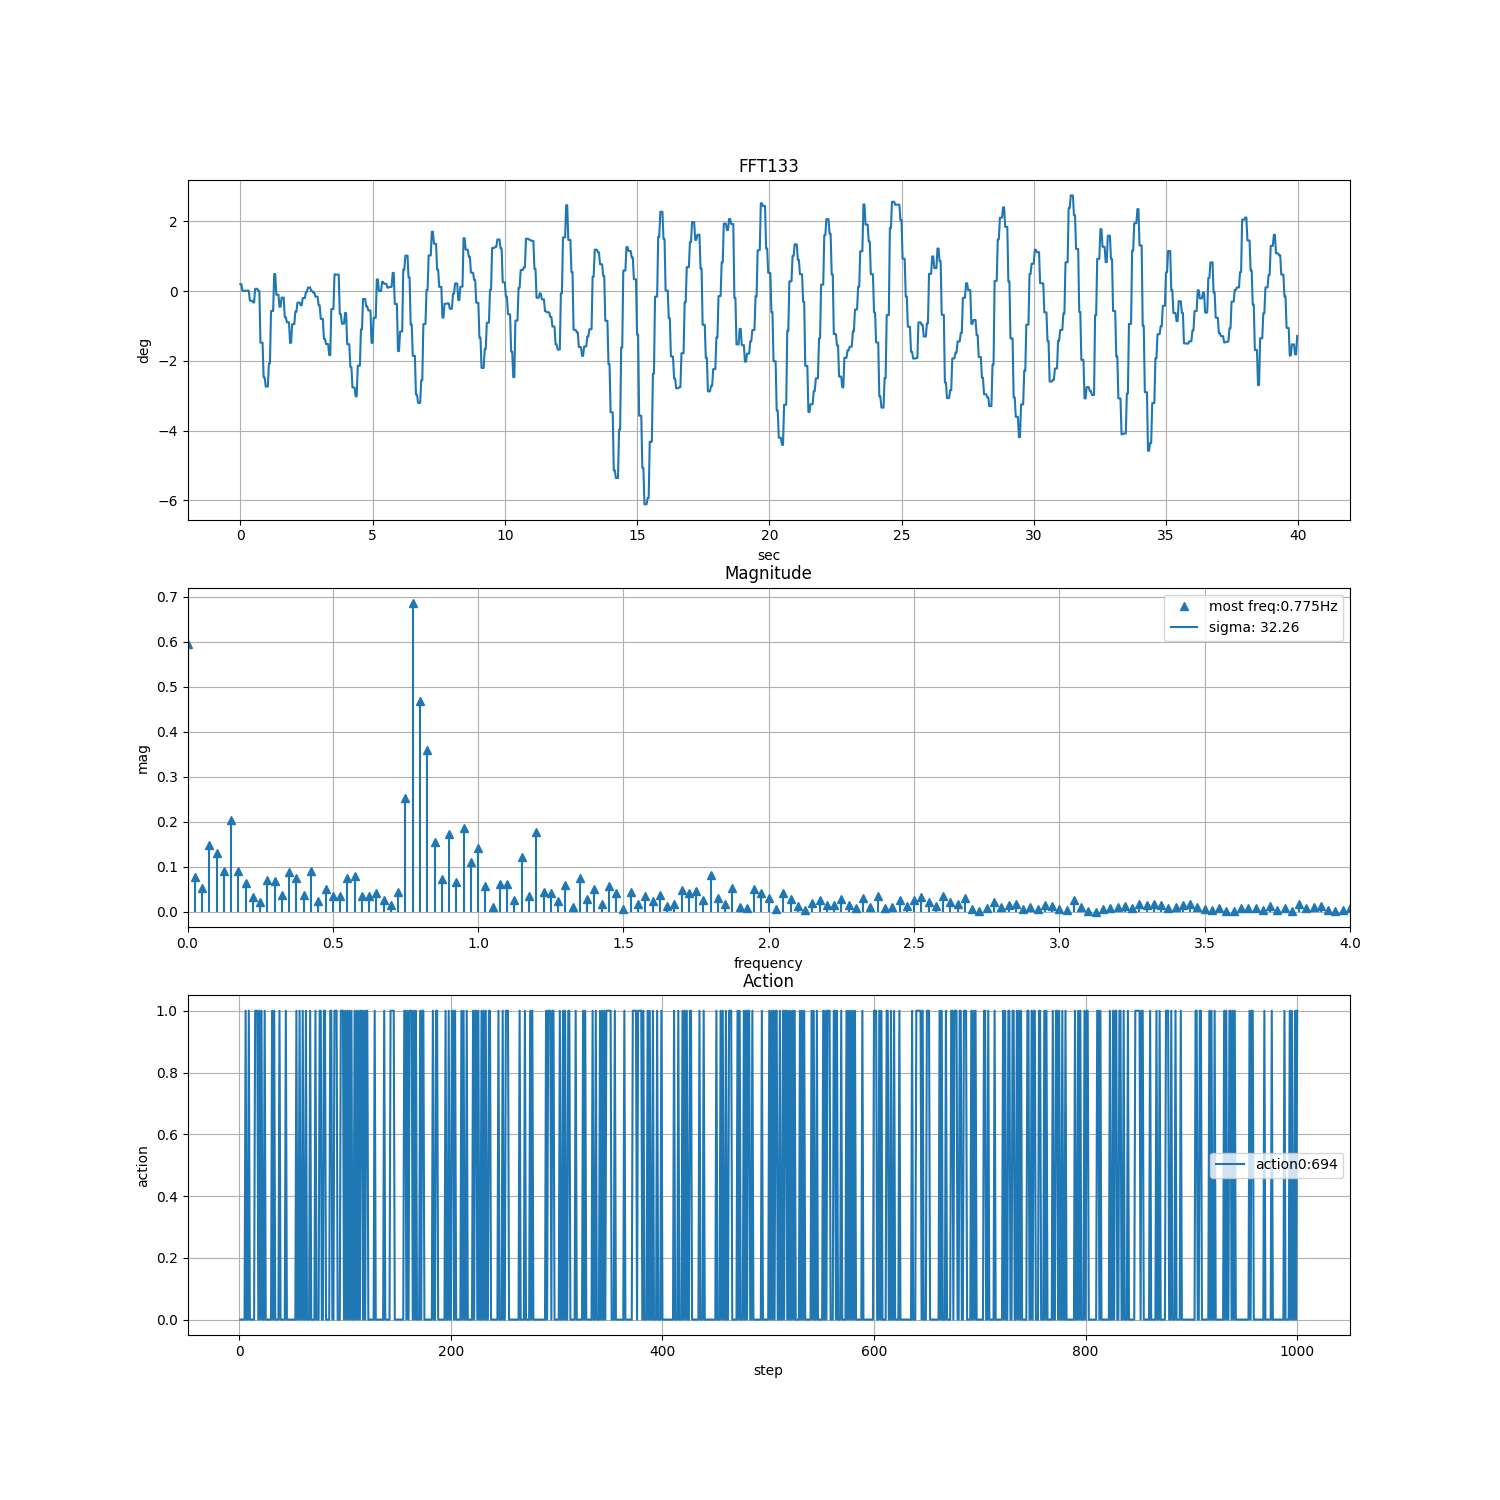 FFT133
2
0
−2
−4
−6
deg
0 5 10 15 20 25 30 35 40
sec
Magnitude
0.7
0.6
0.5
0.4
0.3
0.2
0.1
0.0
mag
most freq:0.775Hz
sigma: 32.26
0.0 0.5 1.0 1.5 2.0 2.5 3.0 3.5 4.0
frequency
Action
1.0
0.8
0.6
0.4
0.2
0.0
action
action0:694
0 200 400 600 800 1000
step